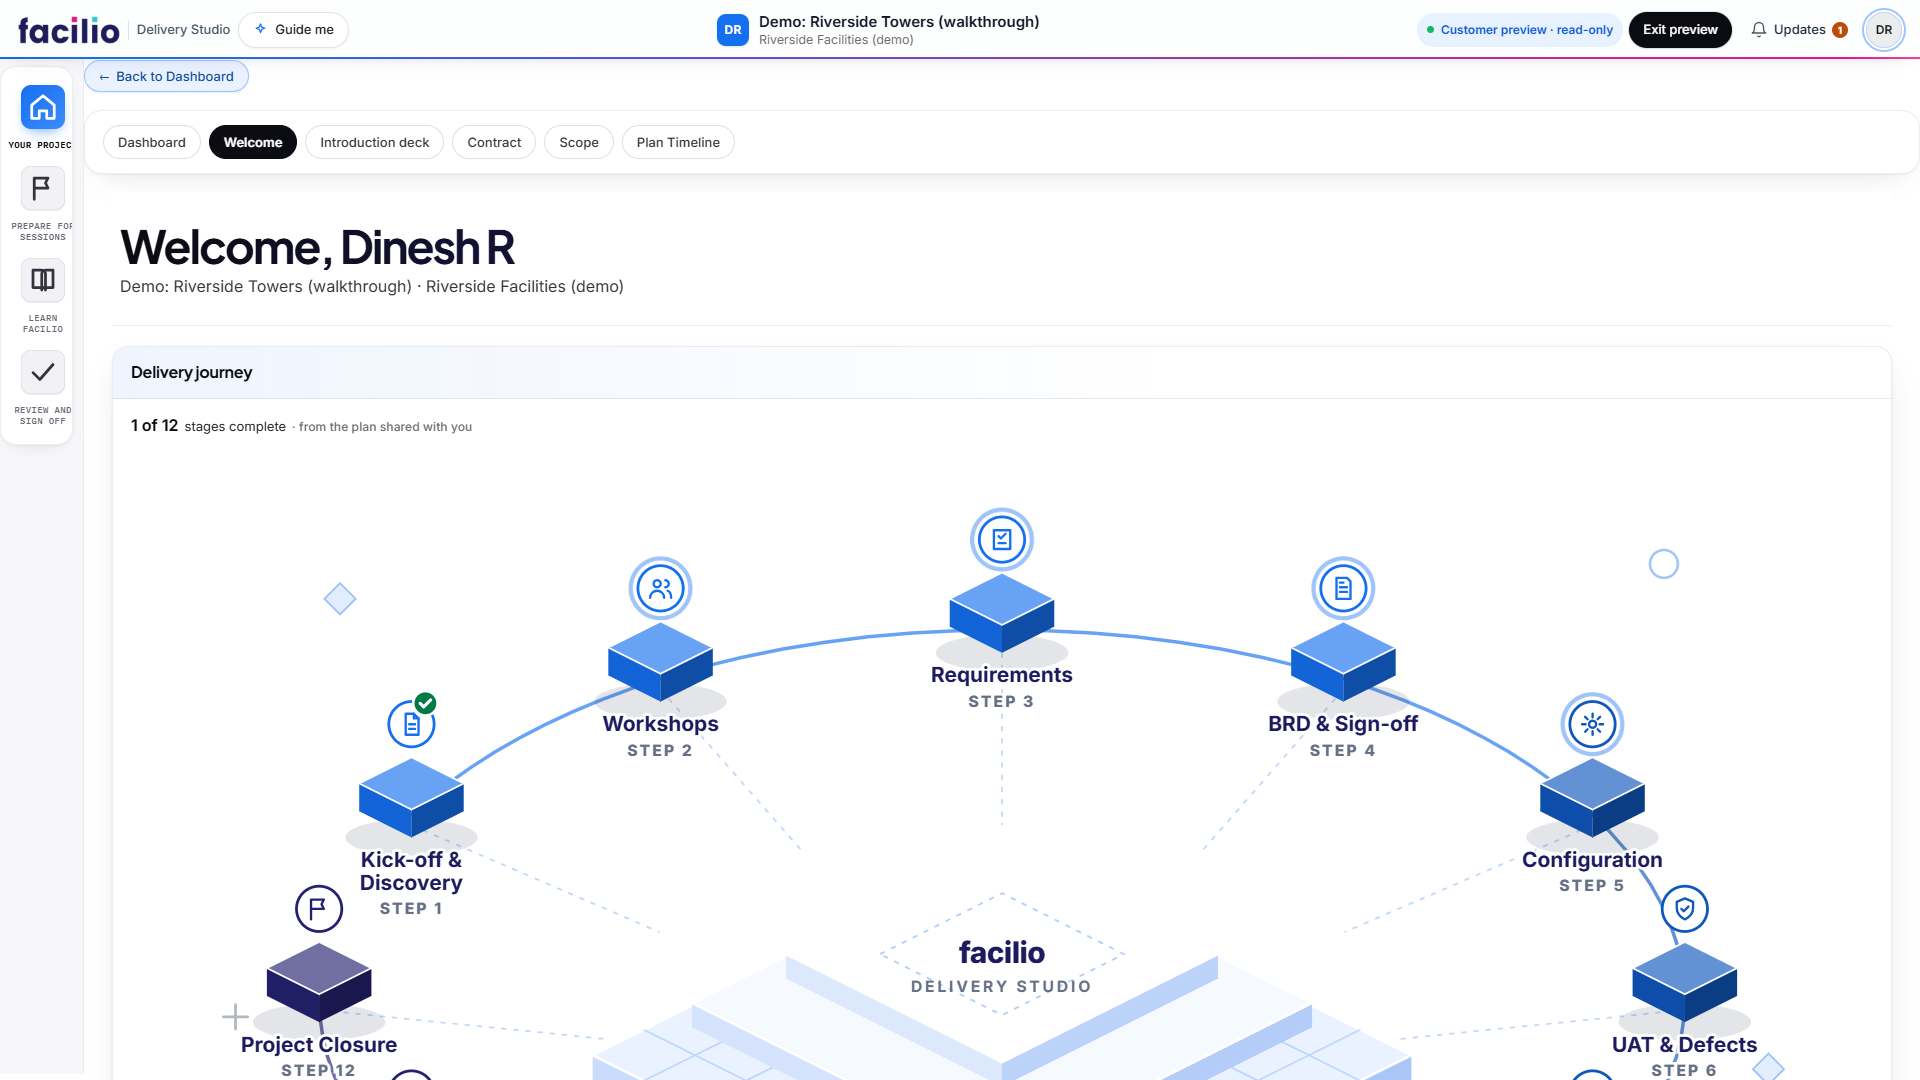 facilio
Delivery Studio
Guide me
DR
Demo: Riverside Towers (walkthrough)
Riverside Facilities (demo)
Customer preview · read-only
Exit preview
Updates
1
DR
← Back to Dashboard
YOUR PROJEC
PREPARE FOR
SESSIONS
LEARN
FACILIO
REVIEW AND
SIGN OFF
Dashboard
Welcome
Introduction deck
Contract
Scope
Plan Timeline
Welcome, Dinesh R
Demo: Riverside Towers (walkthrough) · Riverside Facilities (demo)
Delivery journey
1 of 12 stages complete · from the plan shared with you
Requirements
STEP 3
Workshops
STEP 2
BRD & Sign-off
STEP 4
Kick-off &
Discovery
STEP 1
Configuration
STEP 5
facilio
DELIVERY STUDIO
Project Closure
STEP 12
UAT & Defects
STEP 6